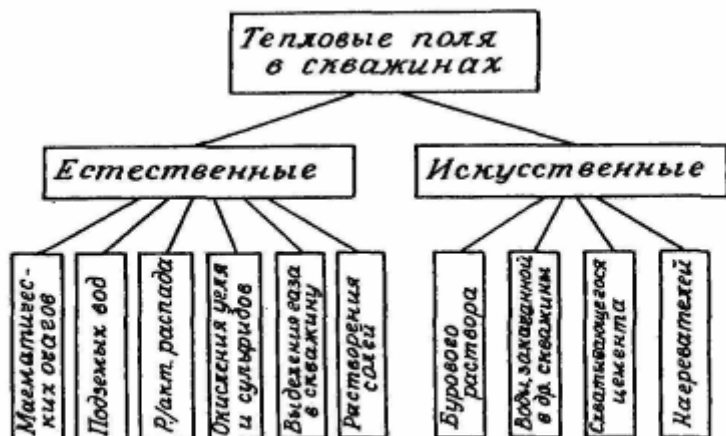 Тепловые поля
в скважинах
Естественные
Искусственные
Магматичес-
ких очагов
Подземных вод
Р/акт. распада
Окисления угля
и сульфидов
Выделения газа
в скважину
Растворения
солей
Бурового
раствора
Воды, закачанной
в др. скважины
Схватывающегося
цемента
Нагревателей